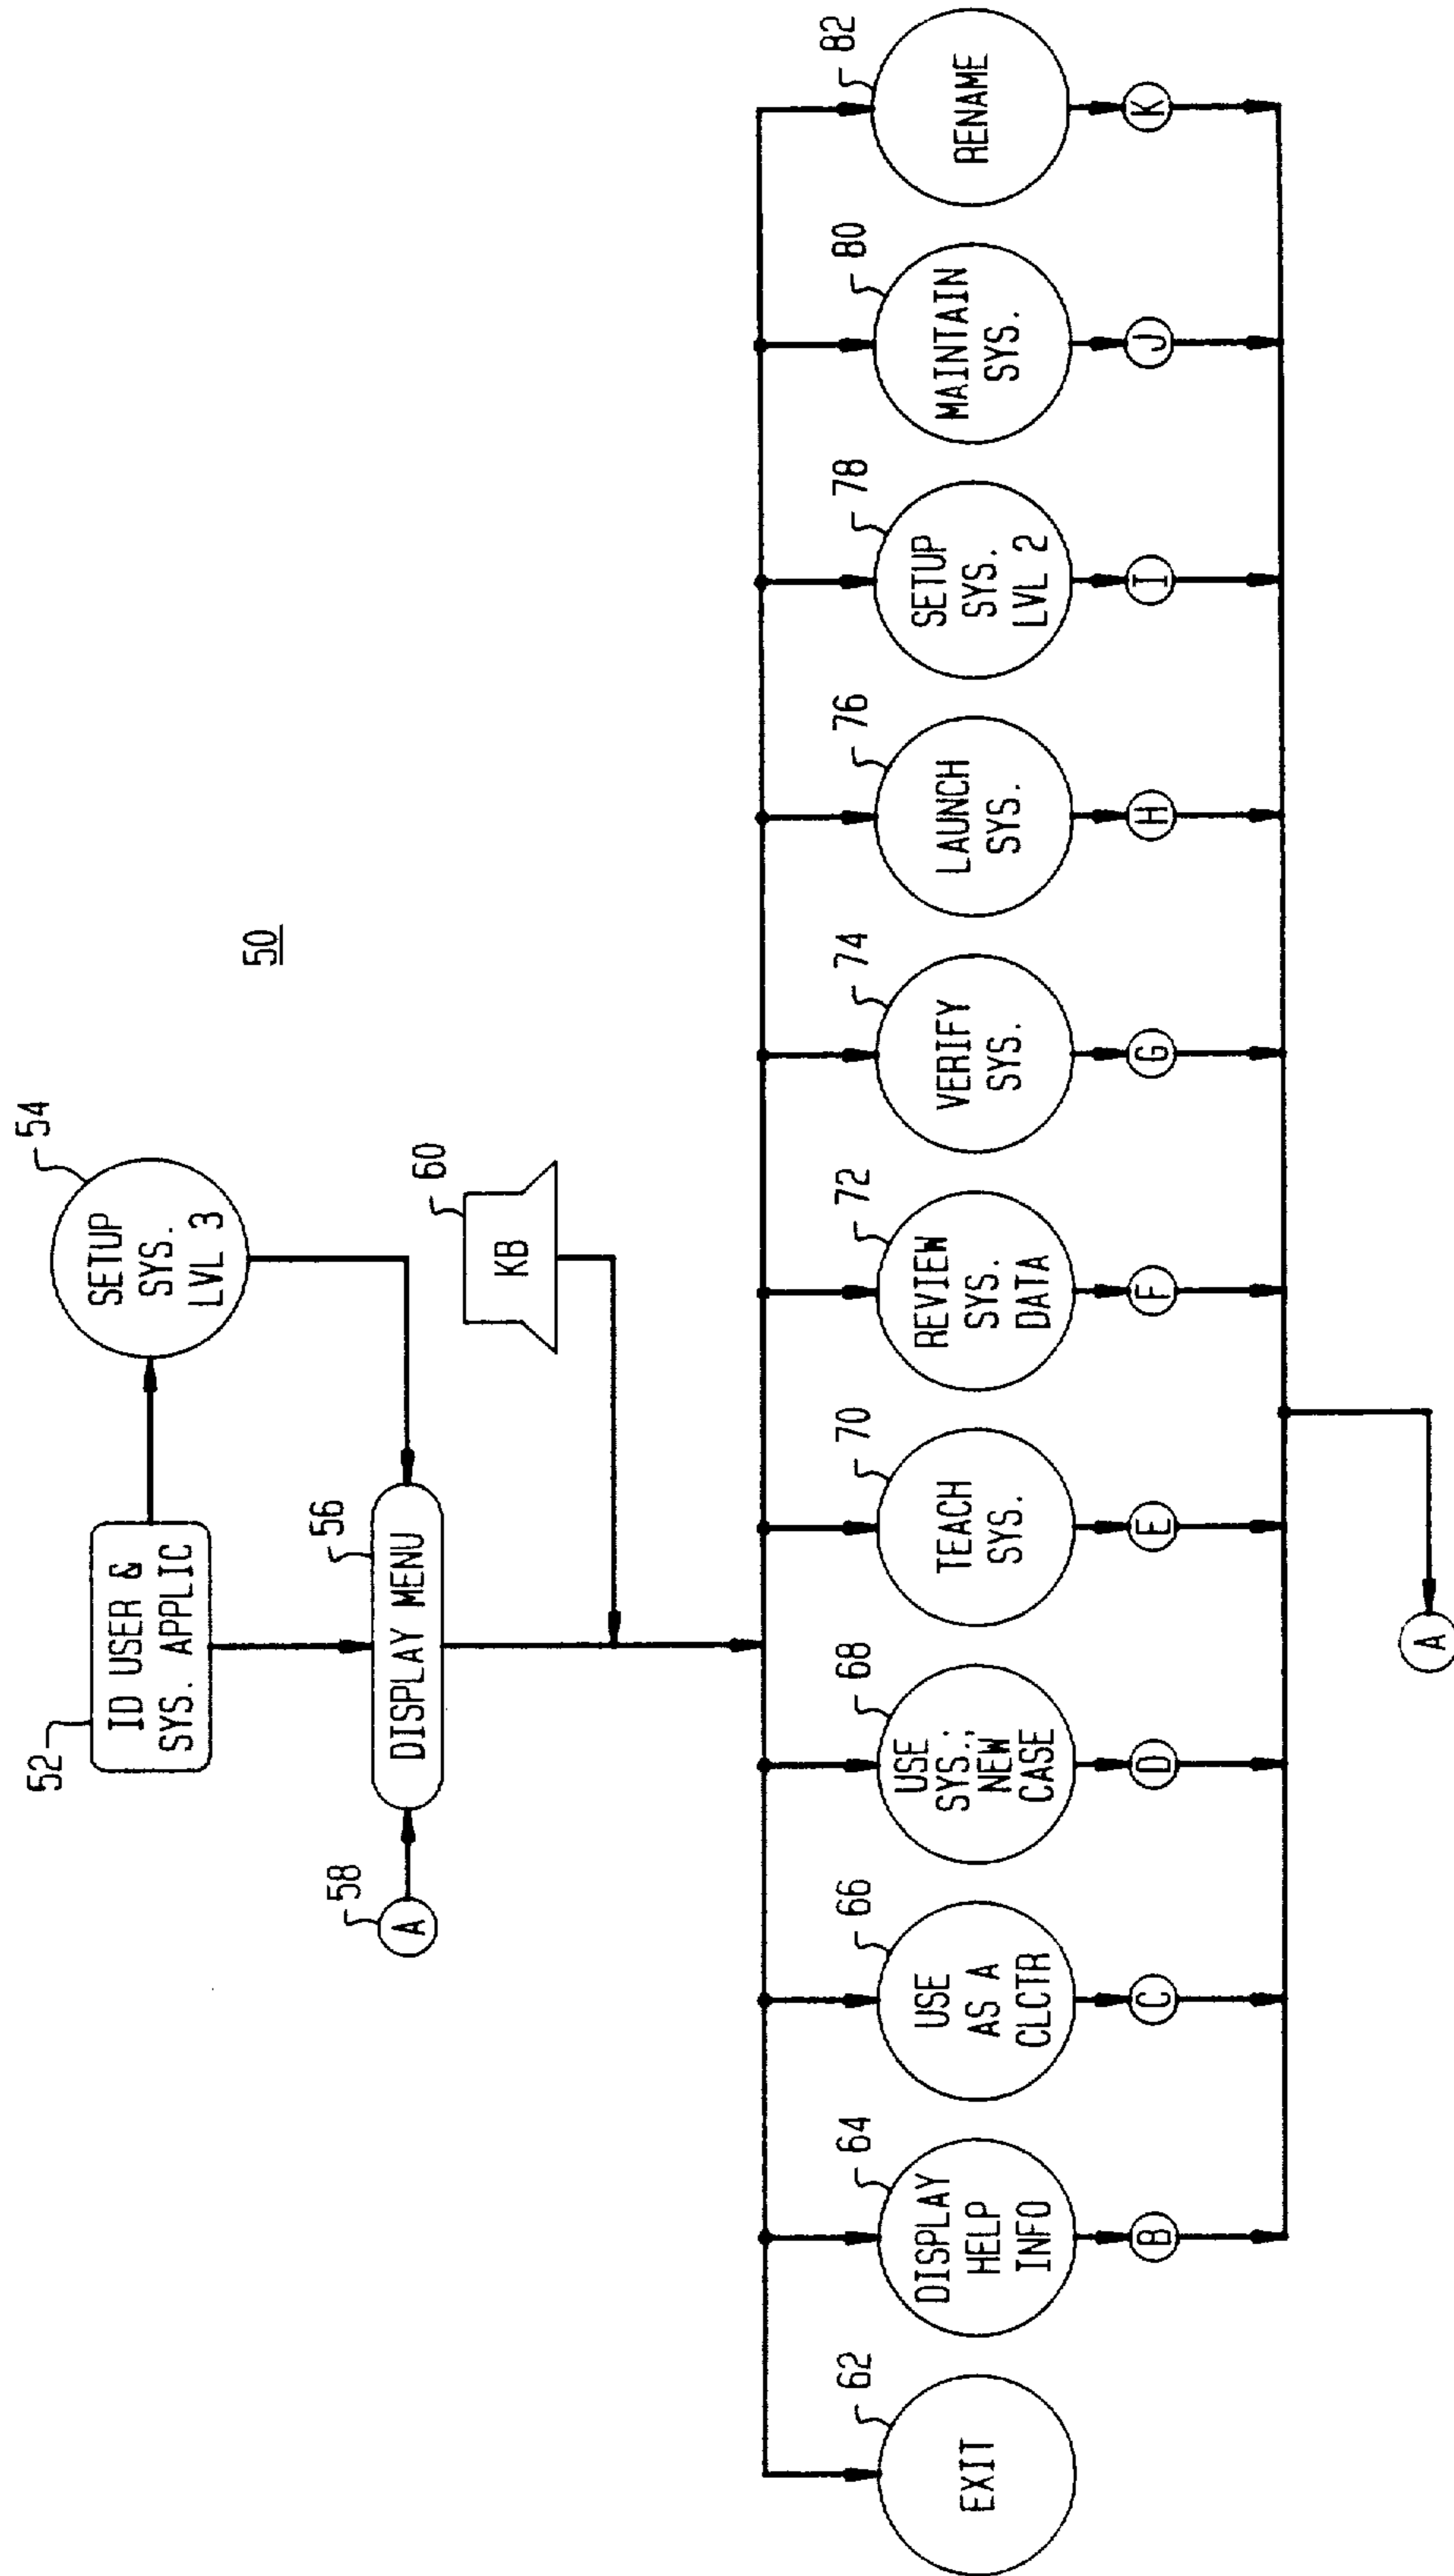 50
52
ID USER &
SYS. APPLIC
54
SETUP
SYS.
LVL 3
58
A
56
DISPLAY MENU
60
KB
62
EXIT
64
DISPLAY
HELP
INFO
66
USE
AS A
CLCTR
68
USE
SYS.;
NEW
CASE
70
TEACH
SYS.
72
REVIEW
SYS.
DATA
74
VERIFY
SYS.
76
LAUNCH
SYS.
78
SETUP
SYS.
LVL 2
80
MAINTAIN
SYS.
82
RENAME
B
C
D
E
F
G
H
I
J
K
A